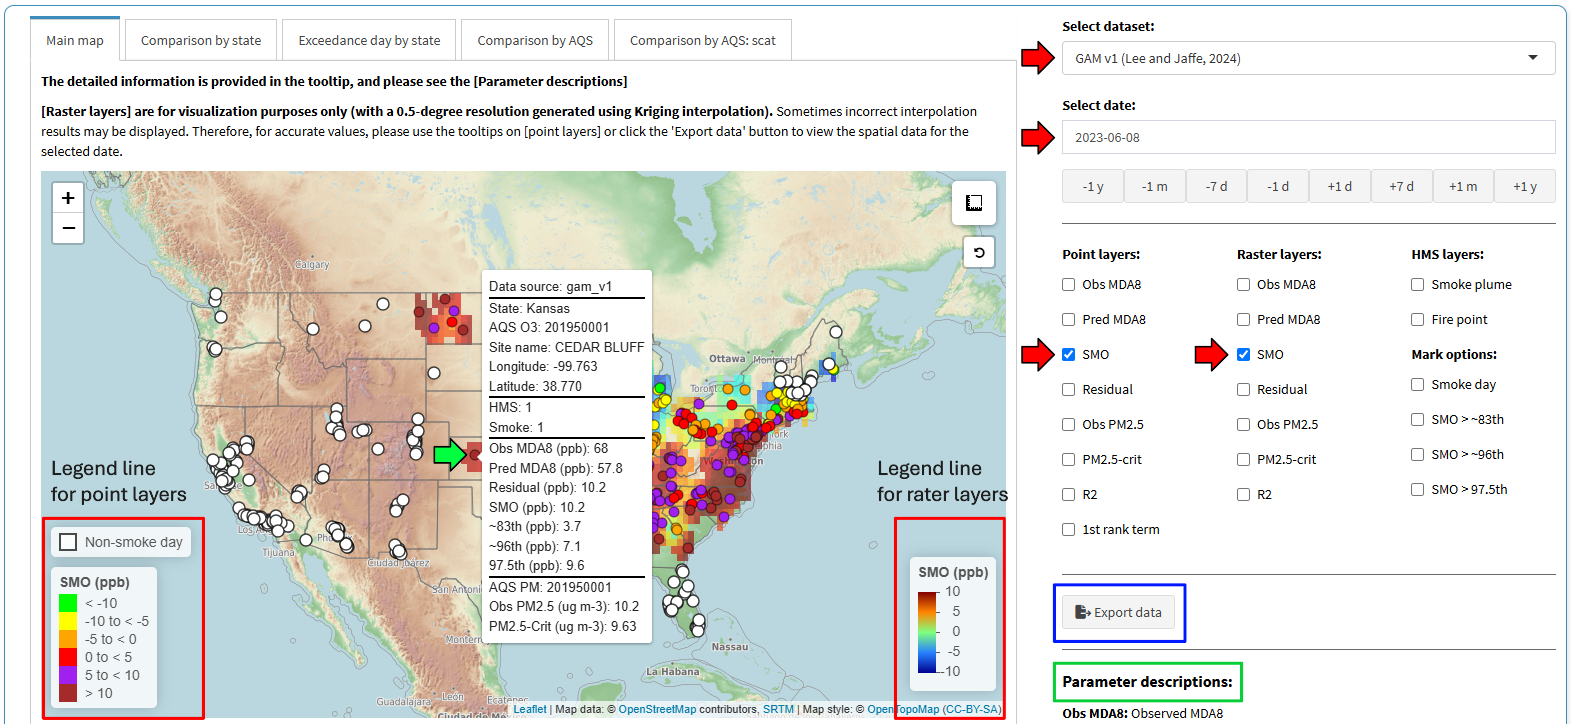 Main map
Comparison by state
Exceedance day by state
Comparison by AQS
Comparison by AQS: scat
The detailed information is provided in the tooltip, and please see the [Parameter descriptions]
[Raster layers] are for visualization purposes only (with a 0.5-degree resolution generated using Kriging interpolation). Sometimes incorrect interpolation
results may be displayed. Therefore, for accurate values, please use the tooltips on [point layers] or click the 'Export data' button to view the spatial data for the
selected date.
+
−
Calgary
Ottawa
Montréal
Toront
York
phia
Washington
Los An
Tijuana
Ciudad Juárez
San Antoni
Monterr
Nassau
La Habana
León
Guadalajara
Ecatepec
Ciudad de Méx
Data source: gam_v1
State: Kansas
AQS O3: 201950001
Site name: CEDAR BLUFF
Longitude: -99.763
Latitude: 38.770
HMS: 1
Smoke: 1
Obs MDA8 (ppb): 68
Pred MDA8 (ppb): 57.8
Residual (ppb): 10.2
SMO (ppb): 10.2
~83th (ppb): 3.7
~96th (ppb): 7.1
97.5th (ppb): 9.6
AQS PM: 201950001
Obs PM2.5 (ug m-3): 10.2
PM2.5-Crit (ug m-3): 9.63
Legend line
for point layers
Non-smoke day
SMO (ppb)
< -10
-10 to < -5
-5 to < 0
0 to < 5
5 to < 10
> 10
Legend line
for rater layers
SMO (ppb)
10
5
0
-5
-10
Leaflet | Map data: © OpenStreetMap contributors, SRTM | Map style: © OpenTopoMap (CC-BY-SA)
Select dataset:
GAM v1 (Lee and Jaffe, 2024)
Select date:
2023-06-08
-1 y
-1 m
-7 d
-1 d
+1 d
+7 d
+1 m
+1 y
Point layers:
Obs MDA8
Pred MDA8
SMO
Residual
Obs PM2.5
PM2.5-crit
R2
1st rank term
Raster layers:
Obs MDA8
Pred MDA8
SMO
Residual
Obs PM2.5
PM2.5-crit
R2
HMS layers:
Smoke plume
Fire point
Mark options:
Smoke day
SMO > ~83th
SMO > ~96th
SMO > 97.5th
Export data
Parameter descriptions:
Obs MDA8: Observed MDA8